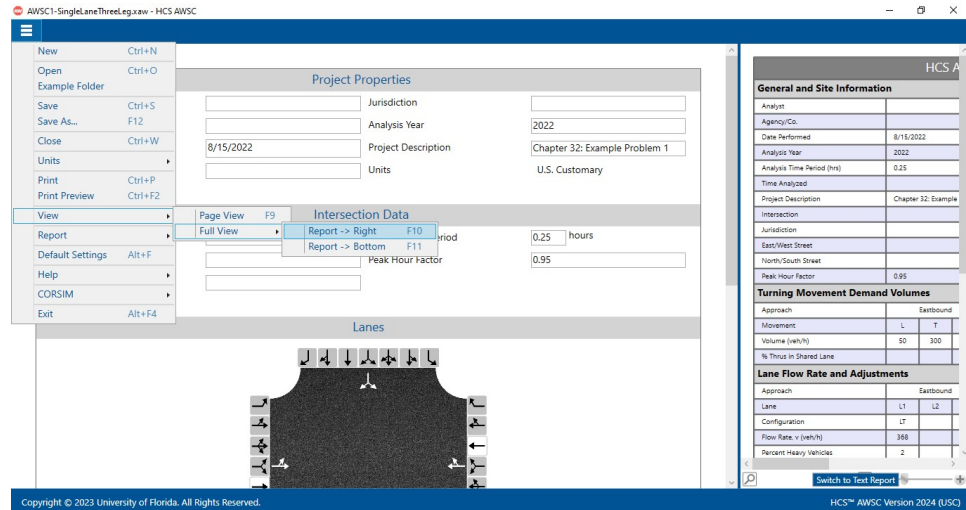 AWSC1-SingleLaneThreeLeg.xaw - HCS AWSC
New Ctrl+N
Open Ctrl+O
Example Folder
Save Ctrl+S
Save As... F12
Close Ctrl+W
Units
Print Ctrl+P
Print Preview Ctrl+F2
View
Report
Default Settings Alt+F
Help
CORSIM
Exit Alt+F4
Page View F9
Full View
Report -> Right F10
Report -> Bottom F11
Project Properties
Jurisdiction
Analysis Year 2022
8/15/2022 Project Description Chapter 32: Example Problem 1
Units U.S. Customary
Intersection Data
0.25 hours
Peak Hour Factor 0.95
Lanes
HCS A
General and Site Information
Analyst
Agency/Co.
Date Performed 8/15/2022
Analysis Year 2022
Analysis Time Period (hrs) 0.25
Time Analyzed
Project Description Chapter 32: Example
Intersection
Jurisdiction
East/West Street
North/South Street
Peak Hour Factor 0.95
Turning Movement Demand Volumes
Approach Eastbound
Movement L T
Volume (veh/h) 50 300
% Thrus in Shared Lane
Lane Flow Rate and Adjustments
Approach Eastbound
Lane L1 L2
Configuration LT
Flow Rate, v (veh/h) 368
Percent Heavy Vehicles 2
Switch to Text Report
Copyright © 2023 University of Florida. All Rights Reserved.
HCS™ AWSC Version 2024 (USC)